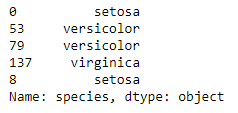 0 setosa
53 versicolor
79 versicolor
137 virginica
8 setosa
Name: species, dtype: object